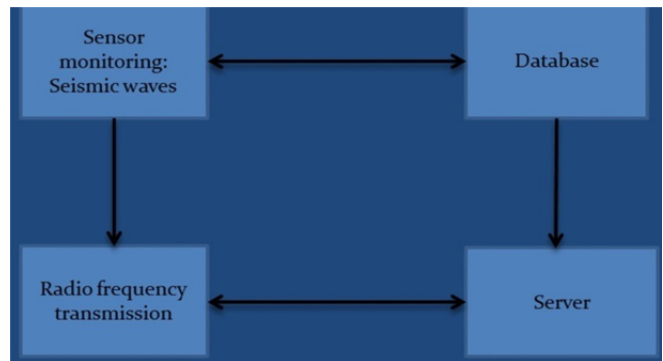 Sensor
monitoring:
Seismic waves
Database
Radio frequency
transmission
Server